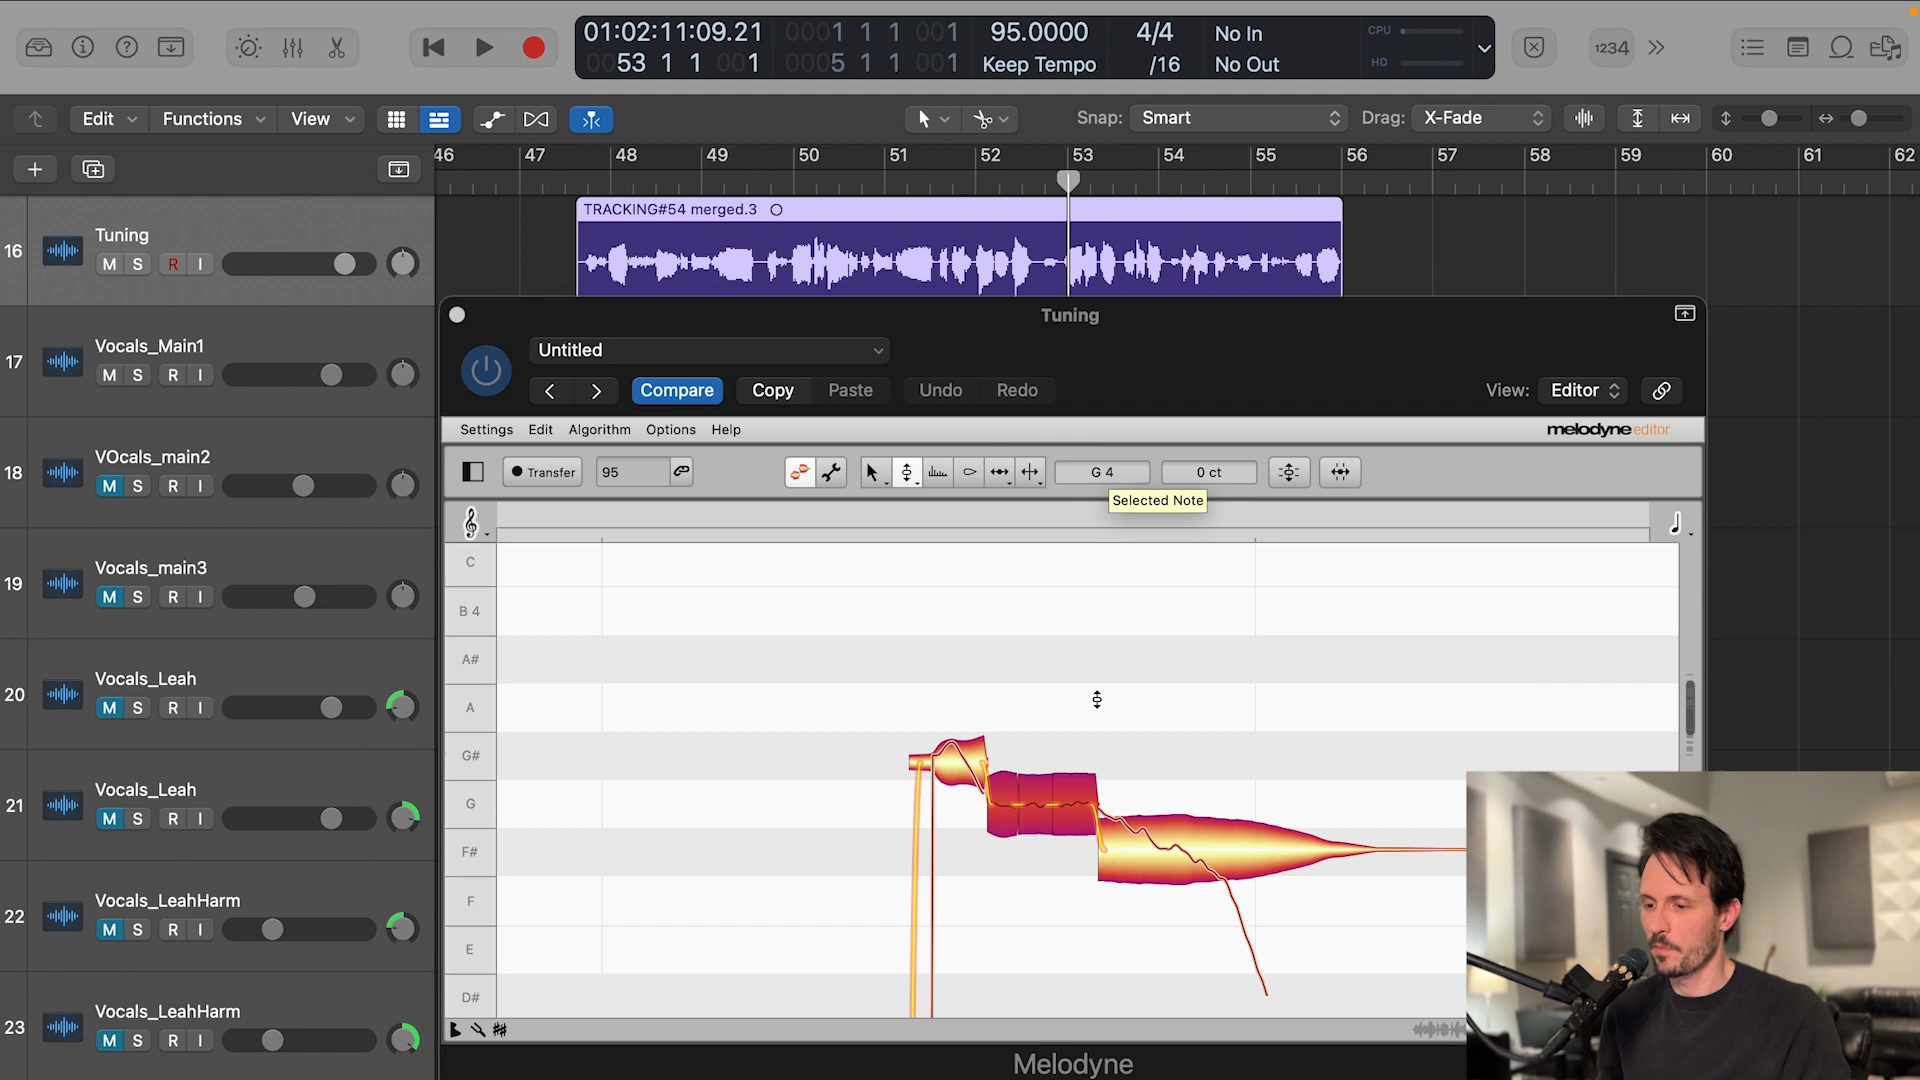 01:02:11:09.21
0053 1 1 001
0001 1 1 001
0005 1 1 001
95.0000
Keep Tempo
4/4
/16
No In
No Out
CPU
HD
1234
Edit
Functions
View
Snap:
Smart
Drag:
X-Fade
46 47 48 49 50 51 52 53 54 55 56 57 58 59 60 61 62
TRACKING#54 merged.3
16
Tuning
M S R I
17
Vocals_Main1
M S R I
18
VOcals_main2
M S R I
19
Vocals_main3
M S R I
20
Vocals_Leah
M S R I
21
Vocals_Leah
M S R I
22
Vocals_LeahHarm
M S R I
23
Vocals_LeahHarm
M S R I
Tuning
Untitled
Compare
Copy
Paste
Undo
Redo
View:
Editor
Settings
Edit
Algorithm
Options
Help
melodyne editor
Transfer
95
G 4
0 ct
Selected Note
C
B 4
A#
A
G#
G
F#
F
E
D#
Melodyne